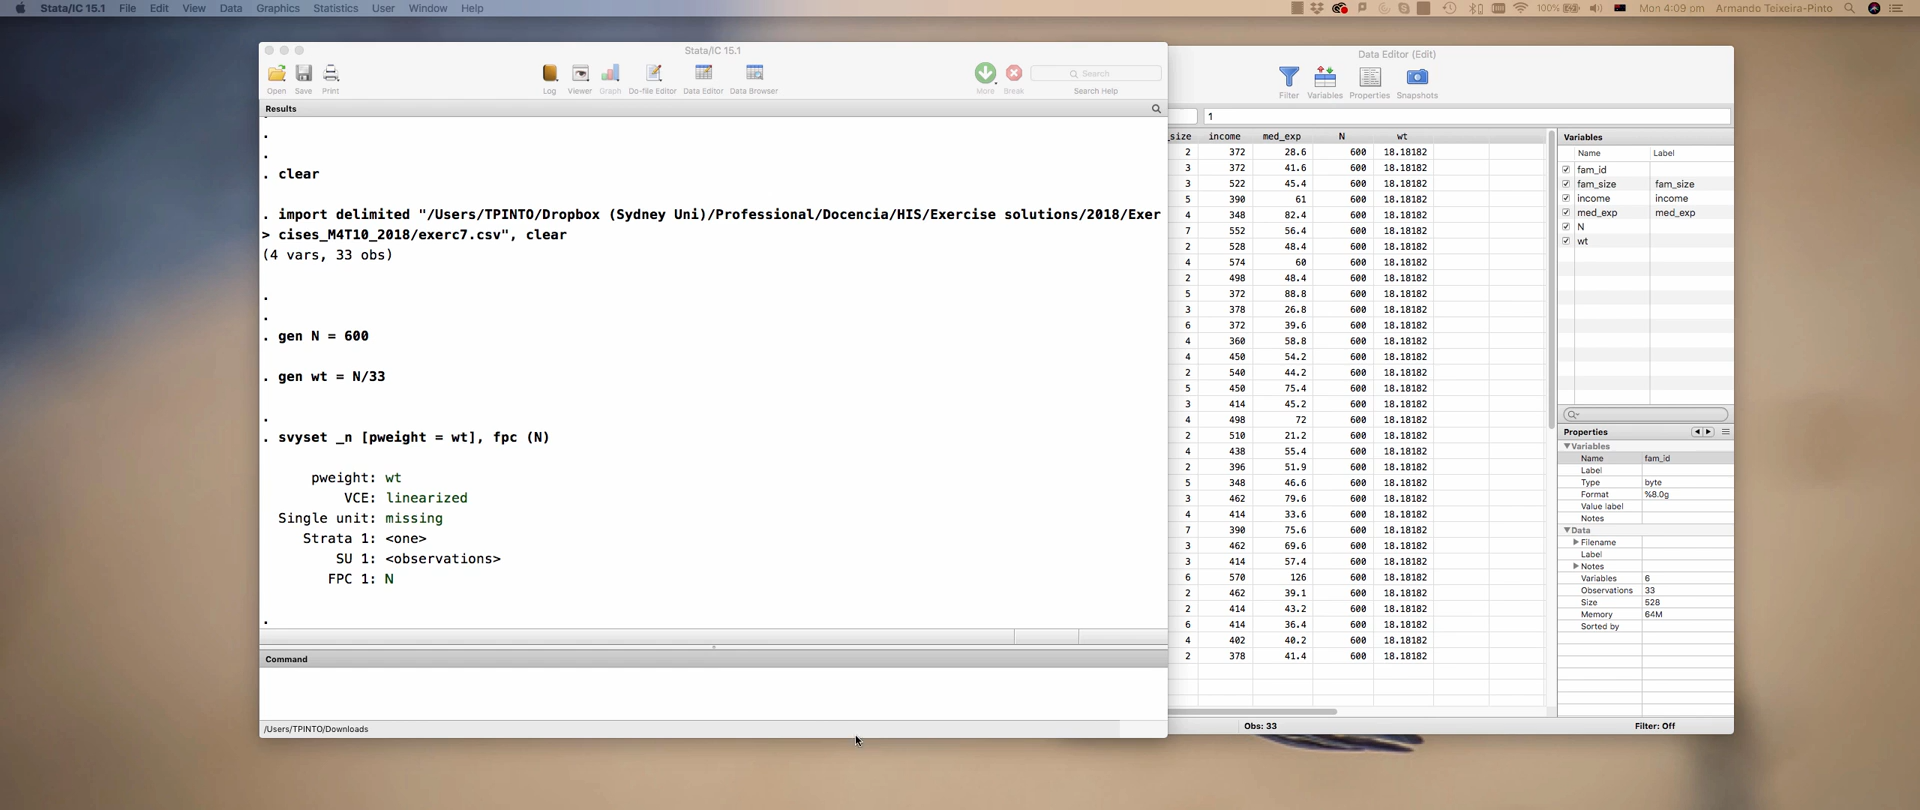 Stata/IC 15.1 File Edit View Data Graphics Statistics User Window Help 100% Mon 4:09 pm Armando Teixeira-Pinto
Stata/IC 15.1
Open Save Print Log Viewer Graph Do-file Editor Data Editor Data Browser More Break Search Search Help
Results
.
.
. clear
. import delimited "/Users/TPINTO/Dropbox (Sydney Uni)/Professional/Docencia/HIS/Exercise solutions/2018/Exer
> cises_M4T10_2018/exerc7.csv", clear
(4 vars, 33 obs)
.
.
. gen N = 600
. gen wt = N/33
.
. svyset _n [pweight = wt], fpc (N)
pweight: wt
VCE: linearized
Single unit: missing
Strata 1: <one>
SU 1: <observations>
FPC 1: N
.
Command
/Users/TPINTO/Downloads
Data Editor (Edit)
Filter Variables Properties Snapshots
1
_size income med_exp N wt
2 372 28.6 600 18.18182
3 372 41.6 600 18.18182
3 522 45.4 600 18.18182
5 390 61 600 18.18182
4 348 82.4 600 18.18182
7 552 56.4 600 18.18182
2 528 48.4 600 18.18182
4 574 60 600 18.18182
2 498 48.4 600 18.18182
5 372 88.8 600 18.18182
3 378 26.8 600 18.18182
6 372 39.6 600 18.18182
4 360 58.8 600 18.18182
4 450 54.2 600 18.18182
2 540 44.2 600 18.18182
5 450 75.4 600 18.18182
3 414 45.2 600 18.18182
4 498 72 600 18.18182
2 510 21.2 600 18.18182
4 438 55.4 600 18.18182
2 396 51.9 600 18.18182
5 348 46.6 600 18.18182
3 462 79.6 600 18.18182
4 414 33.6 600 18.18182
7 390 75.6 600 18.18182
3 462 69.6 600 18.18182
3 414 57.4 600 18.18182
6 570 126 600 18.18182
2 462 39.1 600 18.18182
2 414 43.2 600 18.18182
6 414 36.4 600 18.18182
4 402 40.2 600 18.18182
2 378 41.4 600 18.18182
Obs: 33 Filter: Off
Variables
Name Label
fam_id
fam_size fam_size
income income
med_exp med_exp
N
wt
Properties
Variables
Name fam_id
Label
Type byte
Format %8.0g
Value label
Notes
Data
Filename
Label
Notes
Variables 6
Observations 33
Size 528
Memory 64M
Sorted by